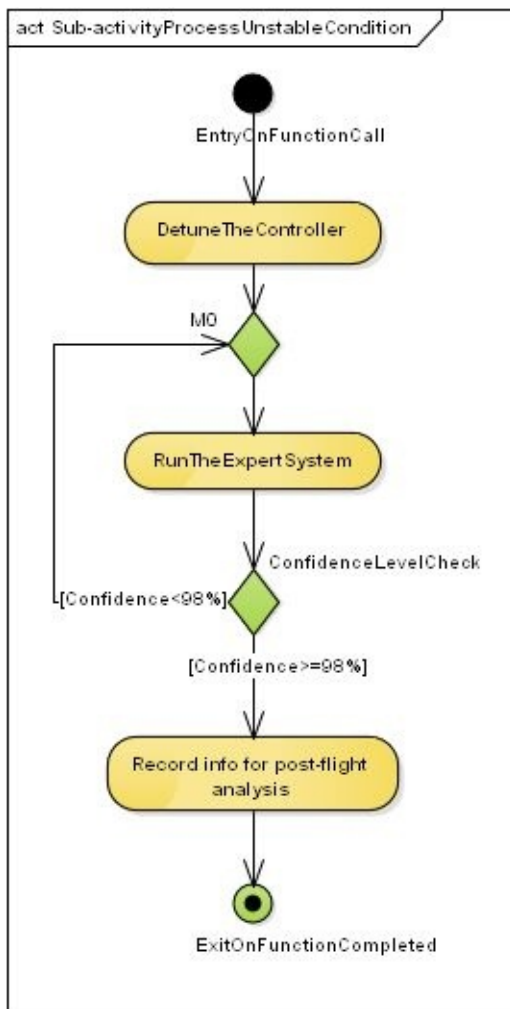 act Sub-activityProcessUnstableCondition
EntryOnFunctionCall
DetuneTheController
M0
RunTheExpertSystem
ConfidenceLevelCheck
[Confidence<98%]
[Confidence>=98%]
Record info for post-flight
analysis
ExitOnFunctionCompleted